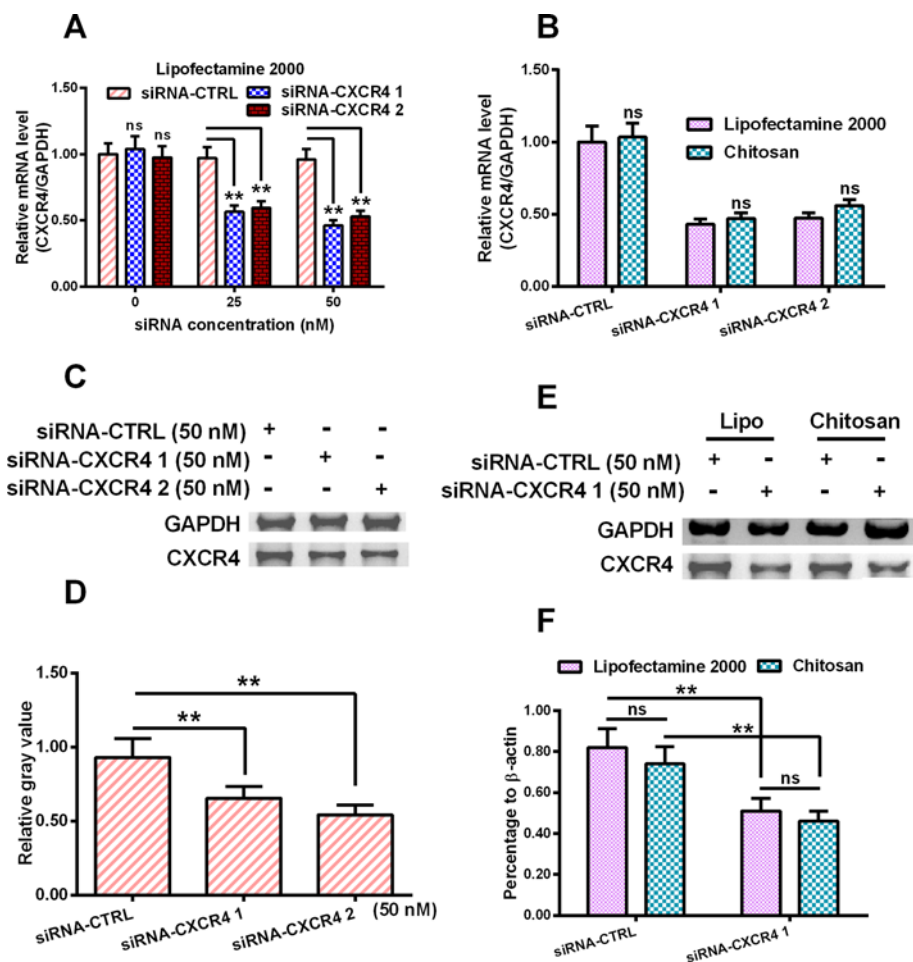 A
Lipofectamine 2000
siRNA-CTRL
siRNA-CXCR4 1
siRNA-CXCR4 2
Relative mRNA level
(CXCR4/GAPDH)
1.50
1.00
0.50
0.00
ns ns
** **
** **
0 25 50
siRNA concentration (nM)
B
Relative mRNA level
(CXCR4/GAPDH)
1.50
1.00
0.50
0.00
Lipofectamine 2000
Chitosan
ns
ns
ns
siRNA-CTRL siRNA-CXCR4 1 siRNA-CXCR4 2
C
siRNA-CTRL (50 nM) + - -
siRNA-CXCR4 1 (50 nM) - + -
siRNA-CXCR4 2 (50 nM) - - +
GAPDH
CXCR4
E
Lipo Chitosan
siRNA-CTRL (50 nM) + - + -
siRNA-CXCR4 1 (50 nM) - + - +
GAPDH
CXCR4
D
Relative gray value
1.50
1.00
0.50
0.00
**
**
siRNA-CTRL siRNA-CXCR4 1 siRNA-CXCR4 2 (50 nM)
F
Lipofectamine 2000 Chitosan
Percentage to β-actin
0.80
0.60
0.40
0.20
0.00
**
ns
**
ns
siRNA-CTRL siRNA-CXCR4 1